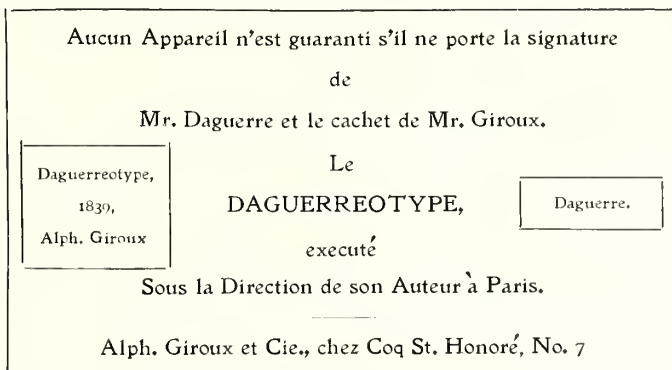 Aucun Appareil n'est guaranti s'il ne porte la signature
de
Mr. Daguerre et le cachet de Mr. Giroux.
Daguerreotype,
1839,
Alph. Giroux
Le
DAGUERREOTYPE,
executé
Daguerre.
Sous la Direction de son Auteur à Paris.
Alph. Giroux et Cie., chez Coq St. Honoré, No. 7